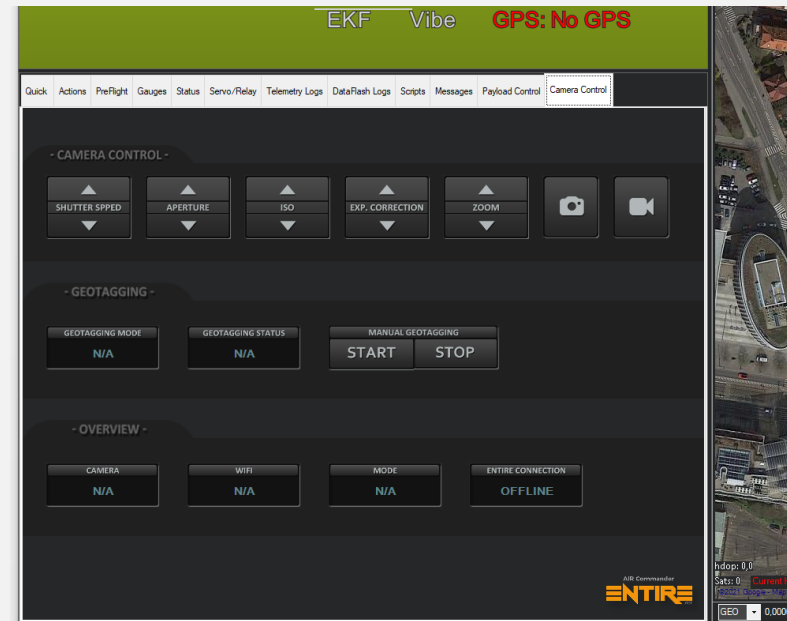 EKF Vibe GPS: No GPS
Quick Actions PreFlight Gauges Status Servo/Relay Telemetry Logs DataFlash Logs Scripts Messages Payload Control Camera Control
- CAMERA CONTROL -
SHUTTER SPPED APERTURE ISO EXP. CORRECTION ZOOM
- GEOTAGGING -
GEOTAGGING MODE GEOTAGGING STATUS MANUAL GEOTAGGING
N/A N/A START STOP
- OVERVIEW -
CAMERA WIFI MODE ENTIRE CONNECTION
N/A N/A N/A OFFLINE
AIR Commander
ENTIRE
hdop: 0,0
Sats: 0 Current
©2021 Google - Map
GEO 0,000